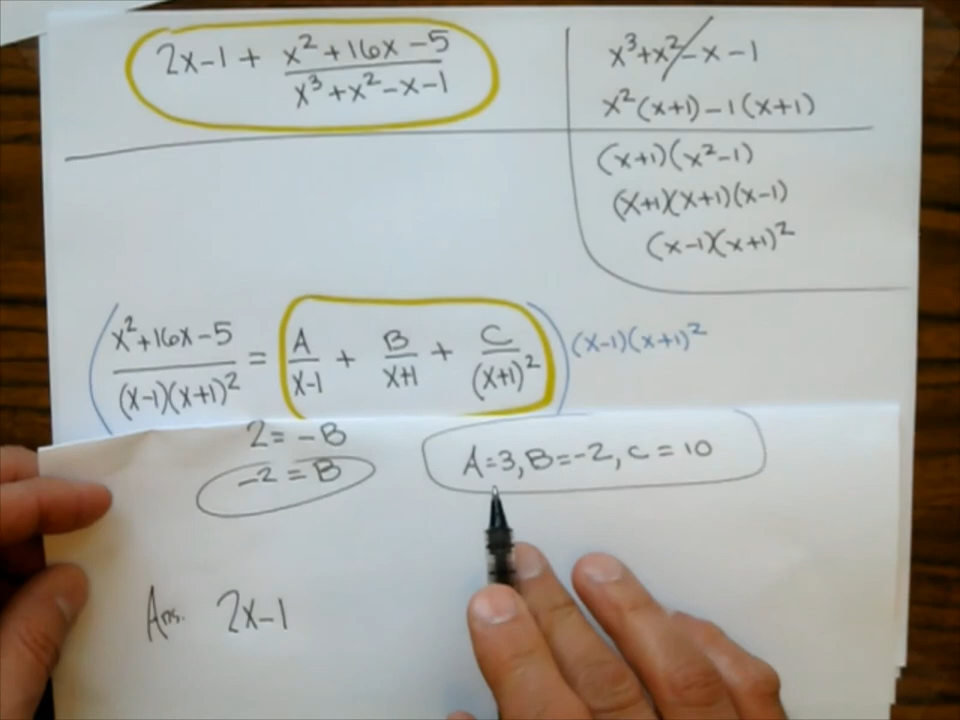 2x-1 + (x²+16x-5)/(x³+x²-x-1)
x³+x²-x-1
x²(x+1)-1(x+1)
(x+1)(x²-1)
(x+1)(x+1)(x-1)
(x-1)(x+1)²
(x²+16x-5)/((x-1)(x+1)²) = A/(x-1) + B/(x+1) + C/(x+1)² (x-1)(x+1)²
2=-B
-2=B
A=3, B=-2, C=10
Ans. 2x-1